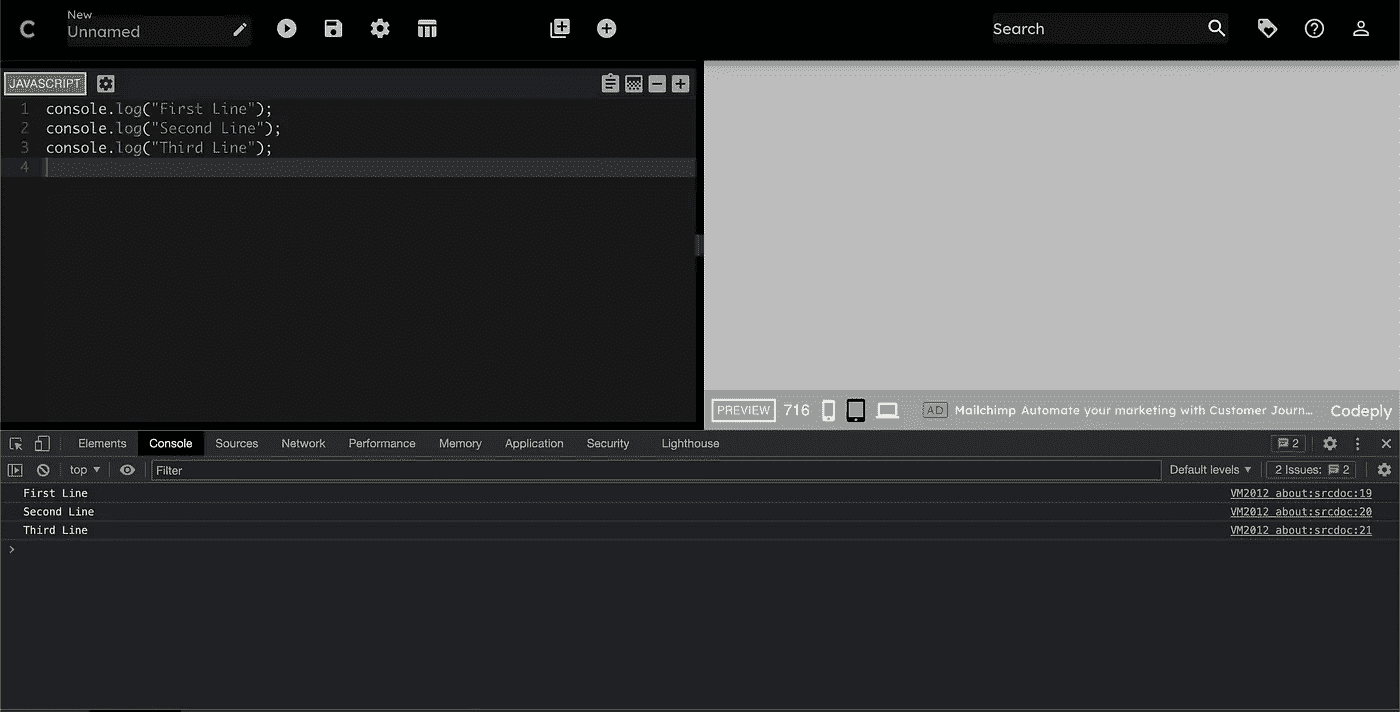 C
New
Unnamed
Search
JAVASCRIPT
1 console.log("First Line");
2 console.log("Second Line");
3 console.log("Third Line");
4
PREVIEW 716 AD Mailchimp Automate your marketing with Customer Journ... Codeply
Elements Console Sources Network Performance Memory Application Security Lighthouse 2
top Filter Default levels 2 Issues: 2
First Line VM2012 about:srcdoc:19
Second Line VM2012 about:srcdoc:20
Third Line VM2012 about:srcdoc:21
>